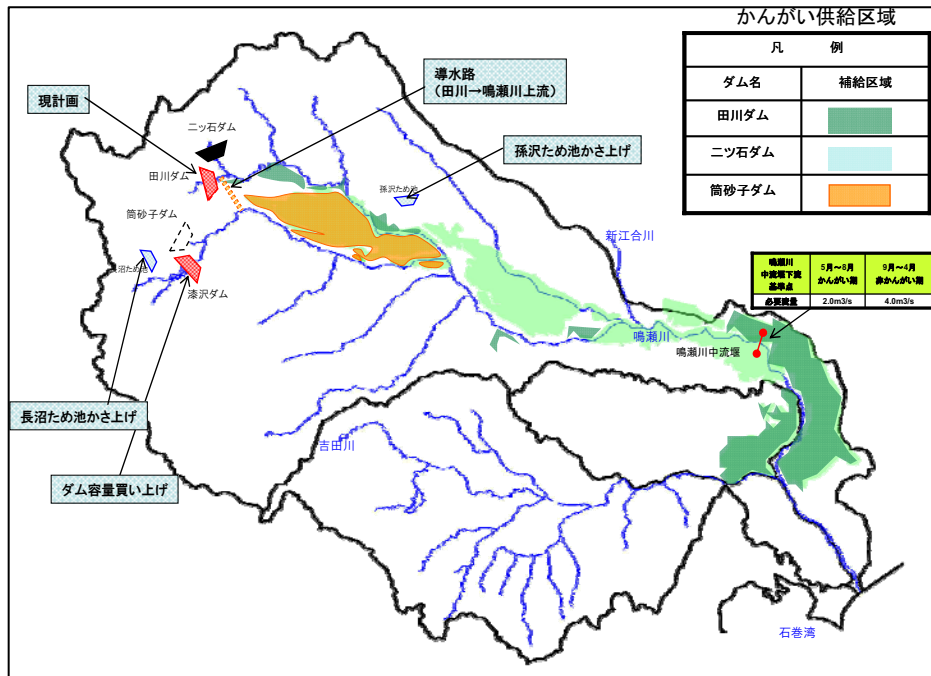 かんがい供給区域
凡 例
ダム名 補給区域
田川ダム
二ツ石ダム
筒砂子ダム
現計画
導水路
(田川→鳴瀬川上流)
二ツ石ダム
孫沢ため池かさ上げ
田川ダム
孫沢ため池
筒砂子ダム
新江合川
長沼ため池
漆沢ダム
鳴瀬川
中流堰下流
基準点
5月~8月
かんがい期
9月~4月
非かんがい期
必要流量 2.0m3/s 4.0m3/s
鳴瀬川
鳴瀬川中流堰
長沼ため池かさ上げ
吉田川
ダム容量買い上げ
石巻湾